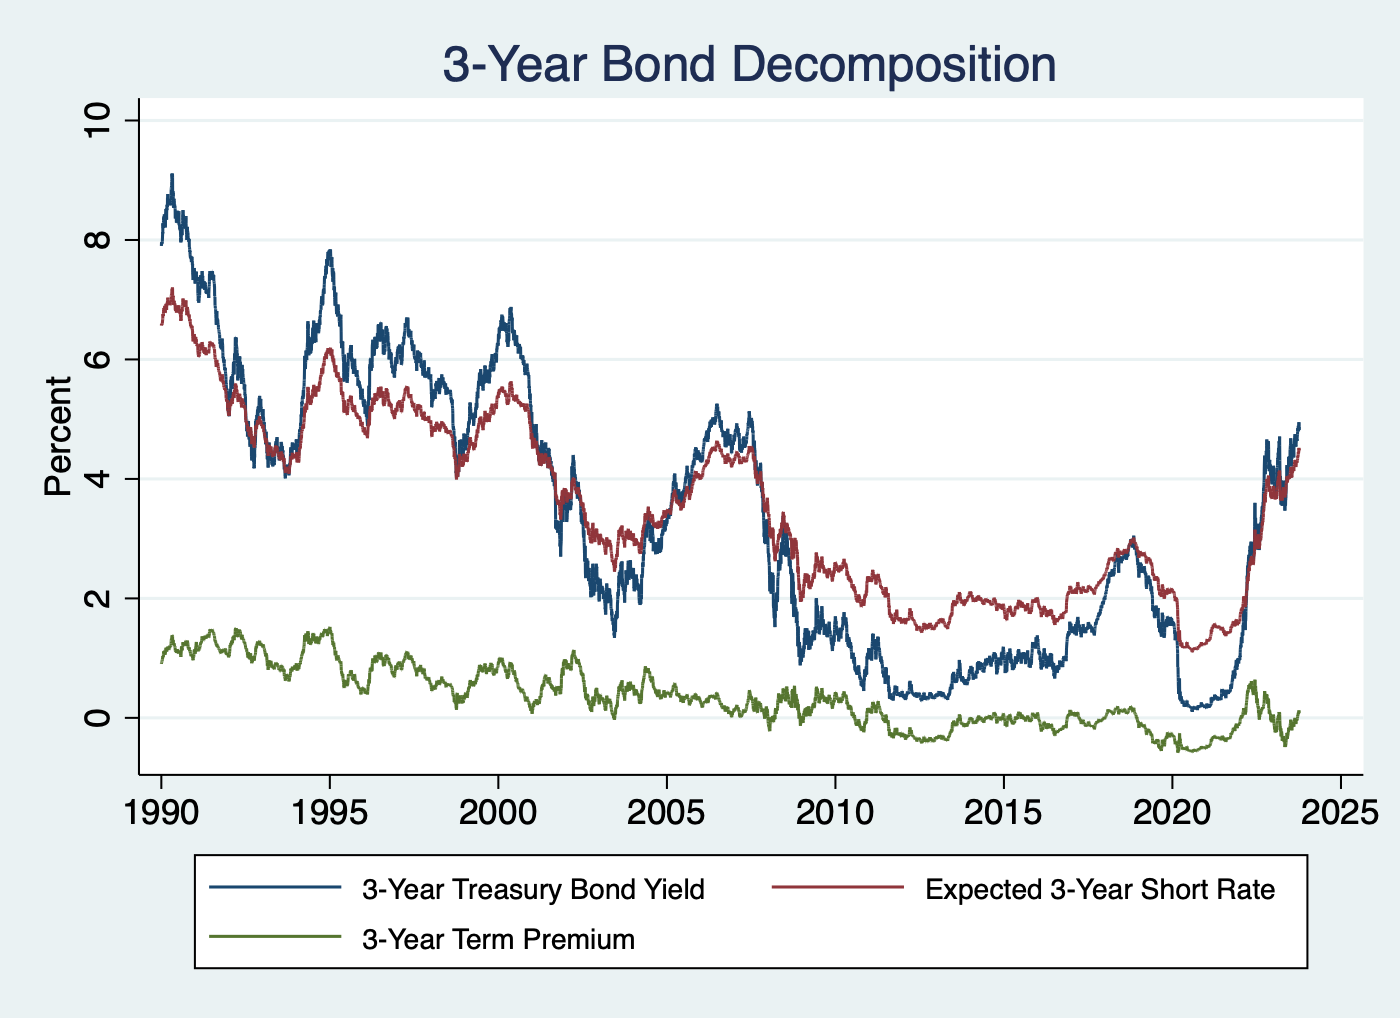 3-Year Bond Decomposition
Percent
10
8
6
4
2
0
1990 1995 2000 2005 2010 2015 2020 2025
3-Year Treasury Bond Yield Expected 3-Year Short Rate
3-Year Term Premium